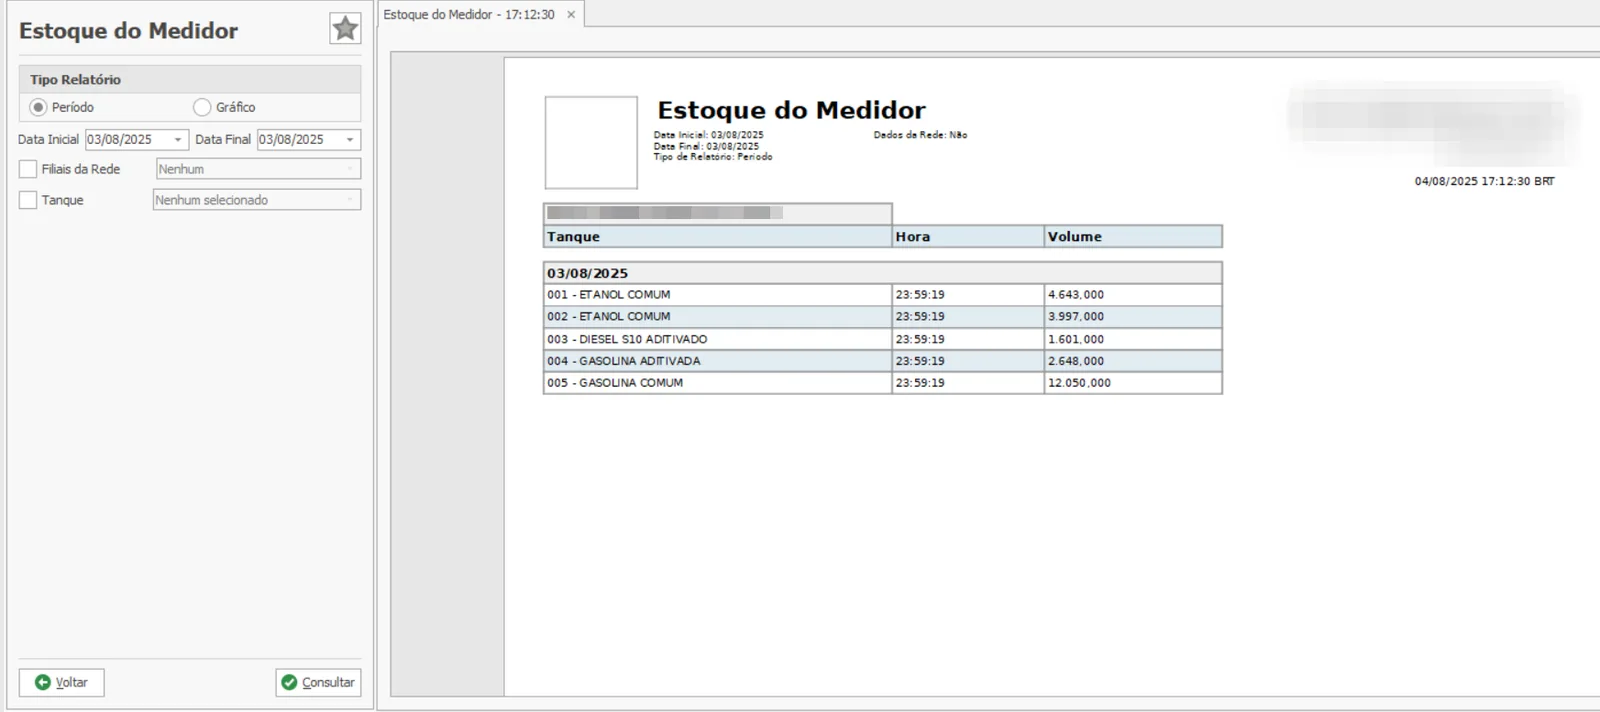 Estoque do Medidor
Tipo Relatório
Período
Gráfico
Data Inicial 03/08/2025 Data Final 03/08/2025
Filiais da Rede Nenhum
Tanque Nenhum selecionado
Voltar
Consultar
Estoque do Medidor - 17:12:30 ×
Estoque do Medidor
Data Inicial: 03/08/2025 Dados da Rede: Não
Data Final: 03/08/2025
Tipo de Relatório: Período
04/08/2025 17:12:30 BRT
Tanque Hora Volume
03/08/2025
001 - ETANOL COMUM 23:59:19 4.643,000
002 - ETANOL COMUM 23:59:19 3.997,000
003 - DIESEL S10 ADITIVADO 23:59:19 1.601,000
004 - GASOLINA ADITIVADA 23:59:19 2.648,000
005 - GASOLINA COMUM 23:59:19 12.050,000